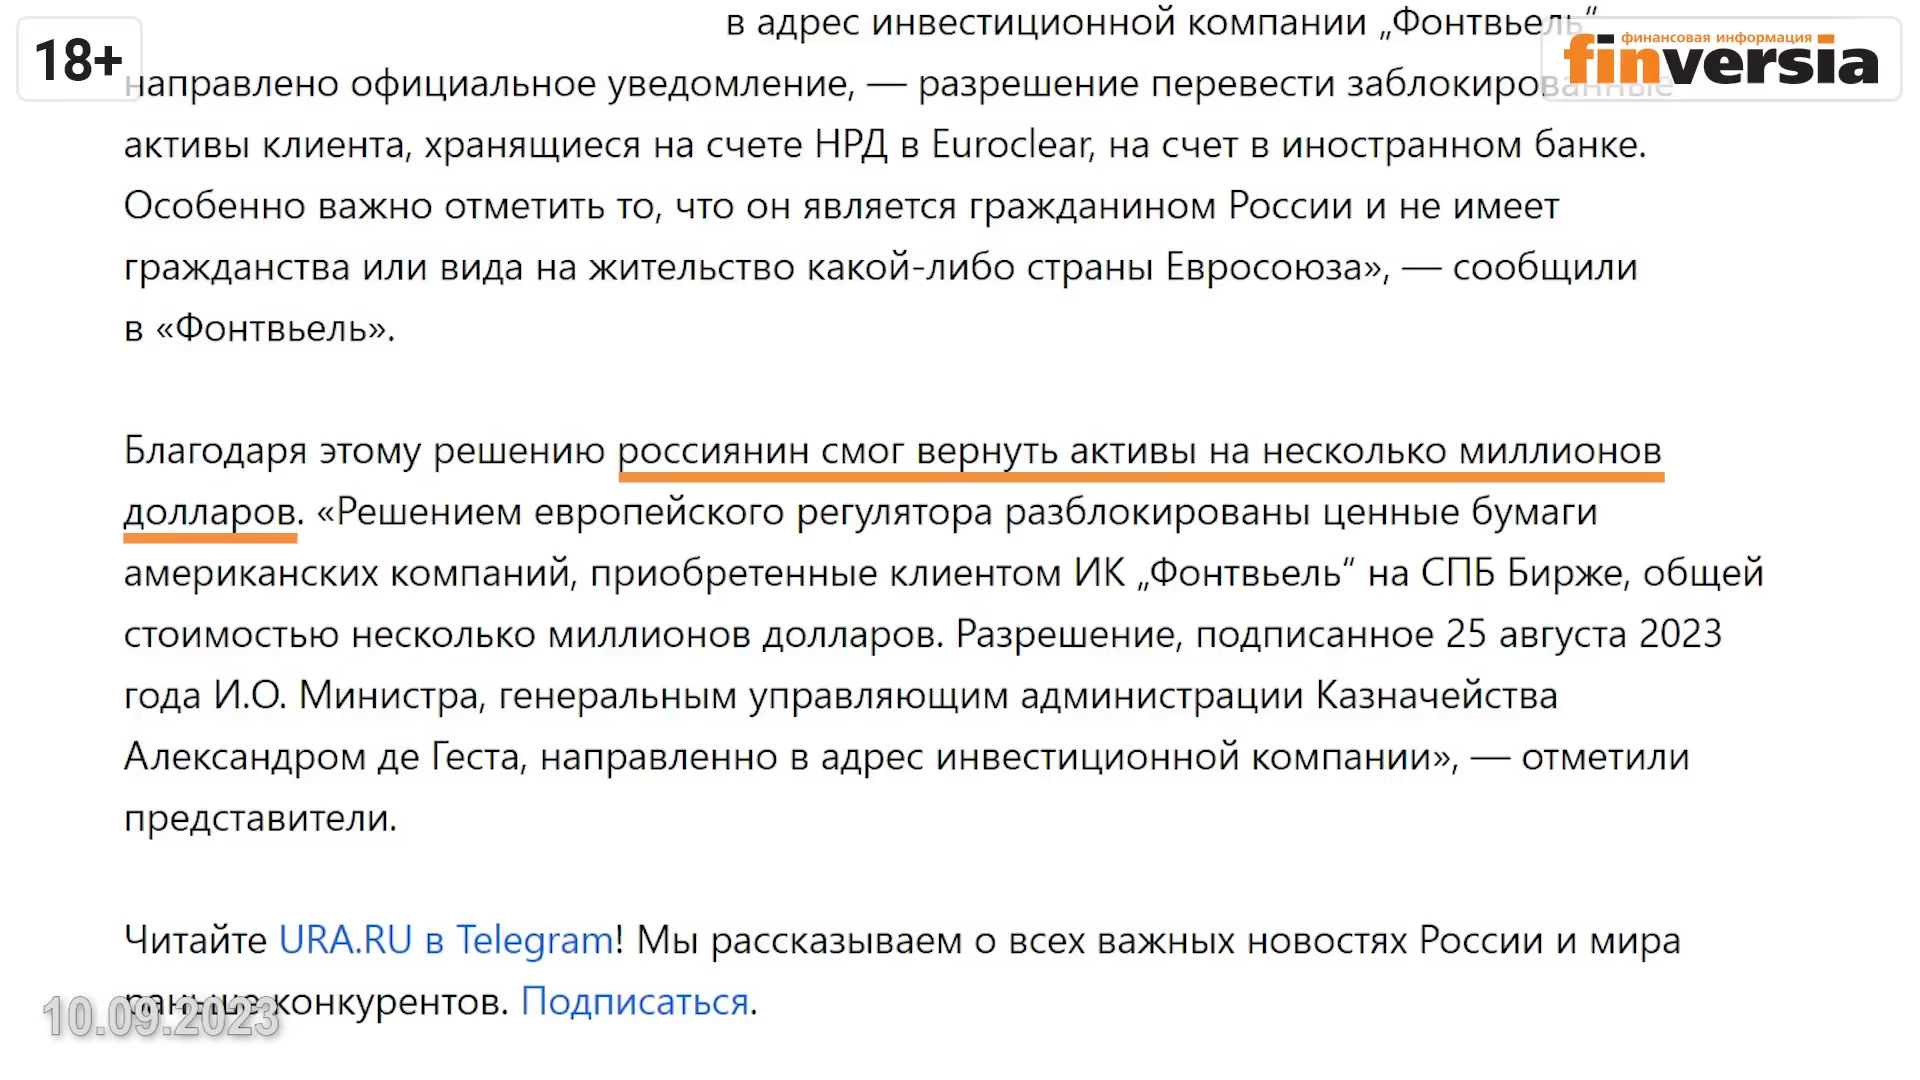 18+
финансовая информация
finversia
в адрес инвестиционной компании „Фонтвьель“
направлено официальное уведомление, — разрешение перевести заблокированные
активы клиента, хранящиеся на счете НРД в Euroclear, на счет в иностранном банке.
Особенно важно отметить то, что он является гражданином России и не имеет
гражданства или вида на жительство какой-либо страны Евросоюза», — сообщили
в «Фонтвьель».
Благодаря этому решению россиянин смог вернуть активы на несколько миллионов
долларов. «Решением европейского регулятора разблокированы ценные бумаги
американских компаний, приобретенные клиентом ИК „Фонтвьель“ на СПБ Бирже, общей
стоимостью несколько миллионов долларов. Разрешение, подписанное 25 августа 2023
года И.О. Министра, генеральным управляющим администрации Казначейства
Александром де Геста, направленно в адрес инвестиционной компании», — отметили
представители.
Читайте URA.RU в Telegram! Мы рассказываем о всех важных новостях России и мира
раньше конкурентов. Подписаться.
10.09.2023